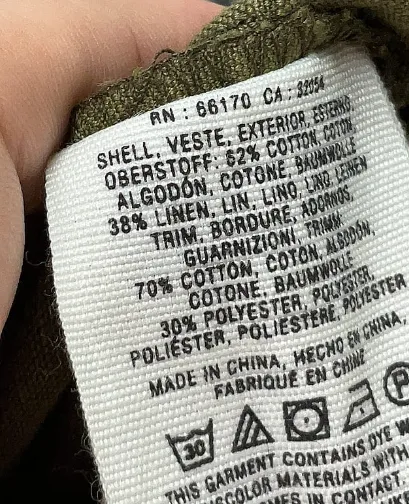 RN : 66170 CA : 32054
SHELL, VESTE, EXTERIOR, ESTERNO,
OBERSTOFF: 62% COTTON, COTON,
ALGODÓN, COTONE, BAUMWOLLE
38% LINEN, LIN, LINO, LINO, LEINEN
TRIM, BORDURE, ADORNOS,
GUARNIZIONI, TRIMM:
70% COTTON, COTON, ALGODÓN,
COTONE, BAUMWOLLE
30% POLYESTER, POLYESTER,
POLIÉSTER, POLIESTERE, POLYESTER
MADE IN CHINA, HECHO EN CHINA,
FABRIQUÉ EN CHINE
30 P
THIS GARMENT CONTAINS DYE
DISCOLOR MATERIALS WITH
CONTACT.